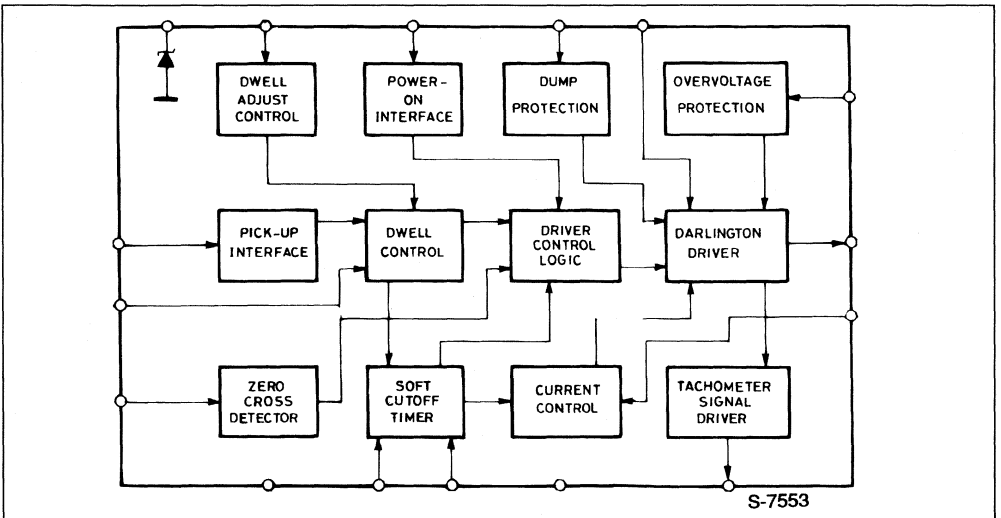 DWELL
ADJUST
CONTROL
POWER-
ON
INTERFACE
DUMP
PROTECTION
OVERVOLTAGE
PROTECTION
PICK-UP
INTERFACE
DWELL
CONTROL
DRIVER
CONTROL
LOGIC
DARLINGTON
DRIVER
ZERO
CROSS
DETECTOR
SOFT
CUTOFF
TIMER
CURRENT
CONTROL
TACHOMETER
SIGNAL
DRIVER
S-7553